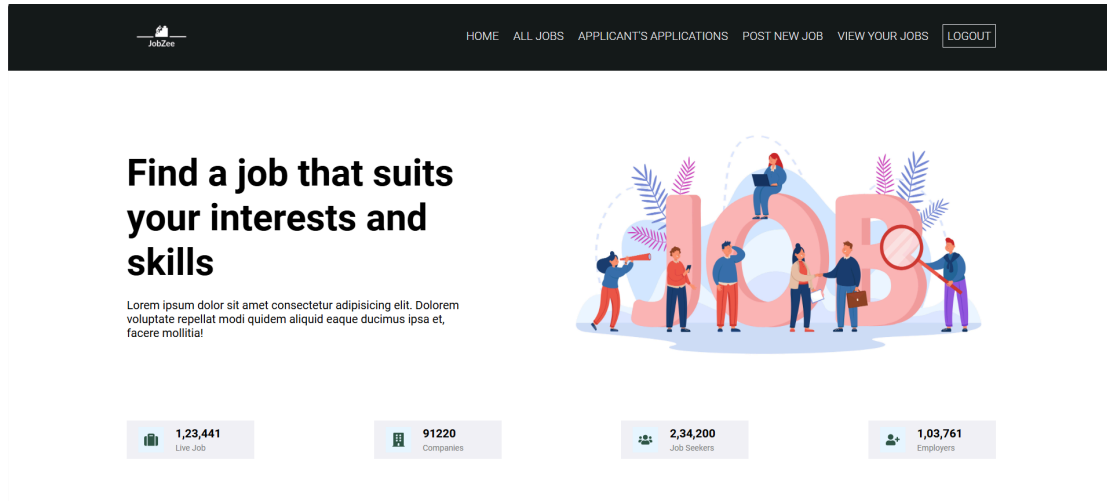 JobZee
HOME ALL JOBS APPLICANT'S APPLICATIONS POST NEW JOB VIEW YOUR JOBS LOGOUT
Find a job that suits
your interests and
skills
Lorem ipsum dolor sit amet consectetur adipisicing elit. Dolorem
voluptate repellat modi quidem aliquid eaque ducimus ipsa et,
facere mollitia!
JOB
1,23,441
Live Job
91220
Companies
2,34,200
Job Seekers
1,03,761
Employers